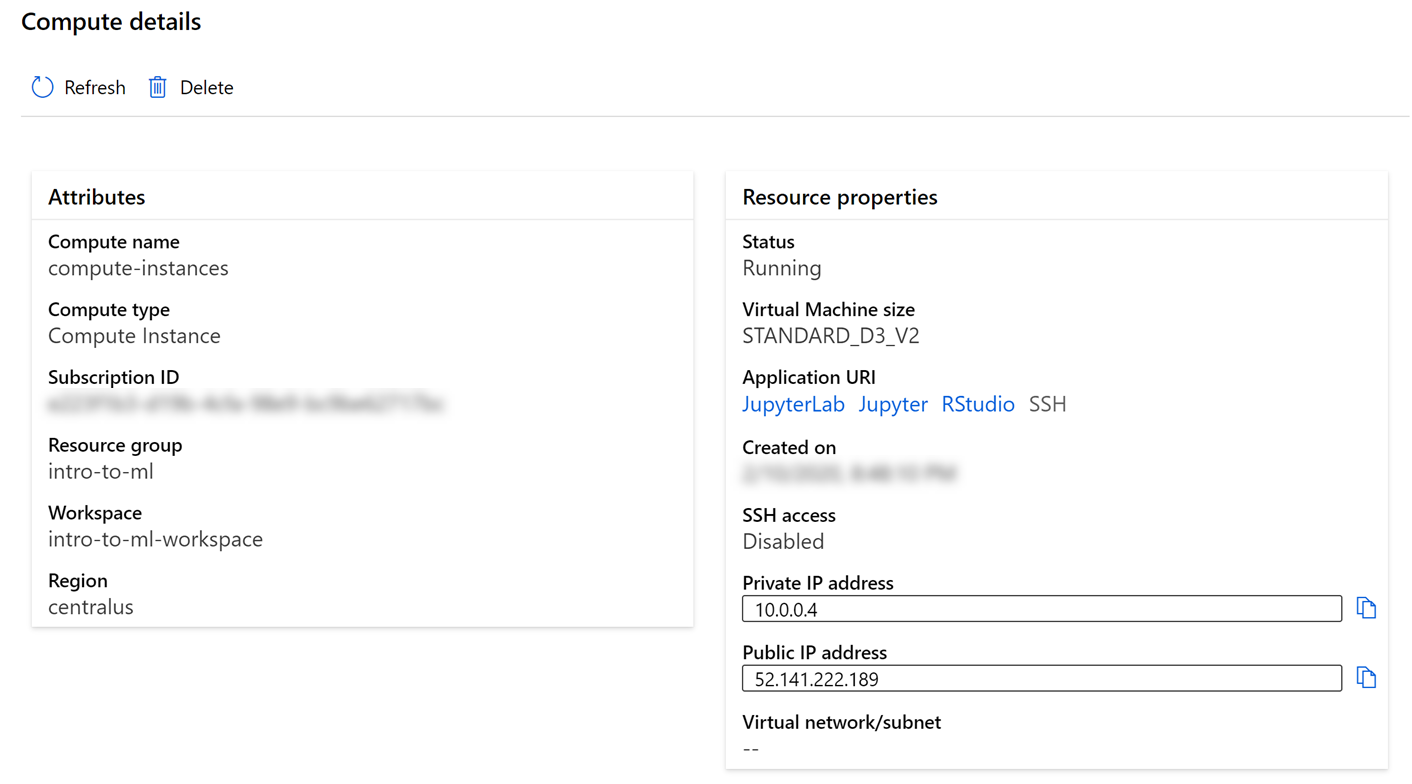 Compute details
Refresh Delete
Attributes
Compute name
compute-instances
Compute type
Compute Instance
Subscription ID
Resource group
intro-to-ml
Workspace
intro-to-ml-workspace
Region
centralus
Resource properties
Status
Running
Virtual Machine size
STANDARD_D3_V2
Application URI
JupyterLab Jupyter RStudio SSH
Created on
SSH access
Disabled
Private IP address
10.0.0.4
Public IP address
52.141.222.189
Virtual network/subnet
--